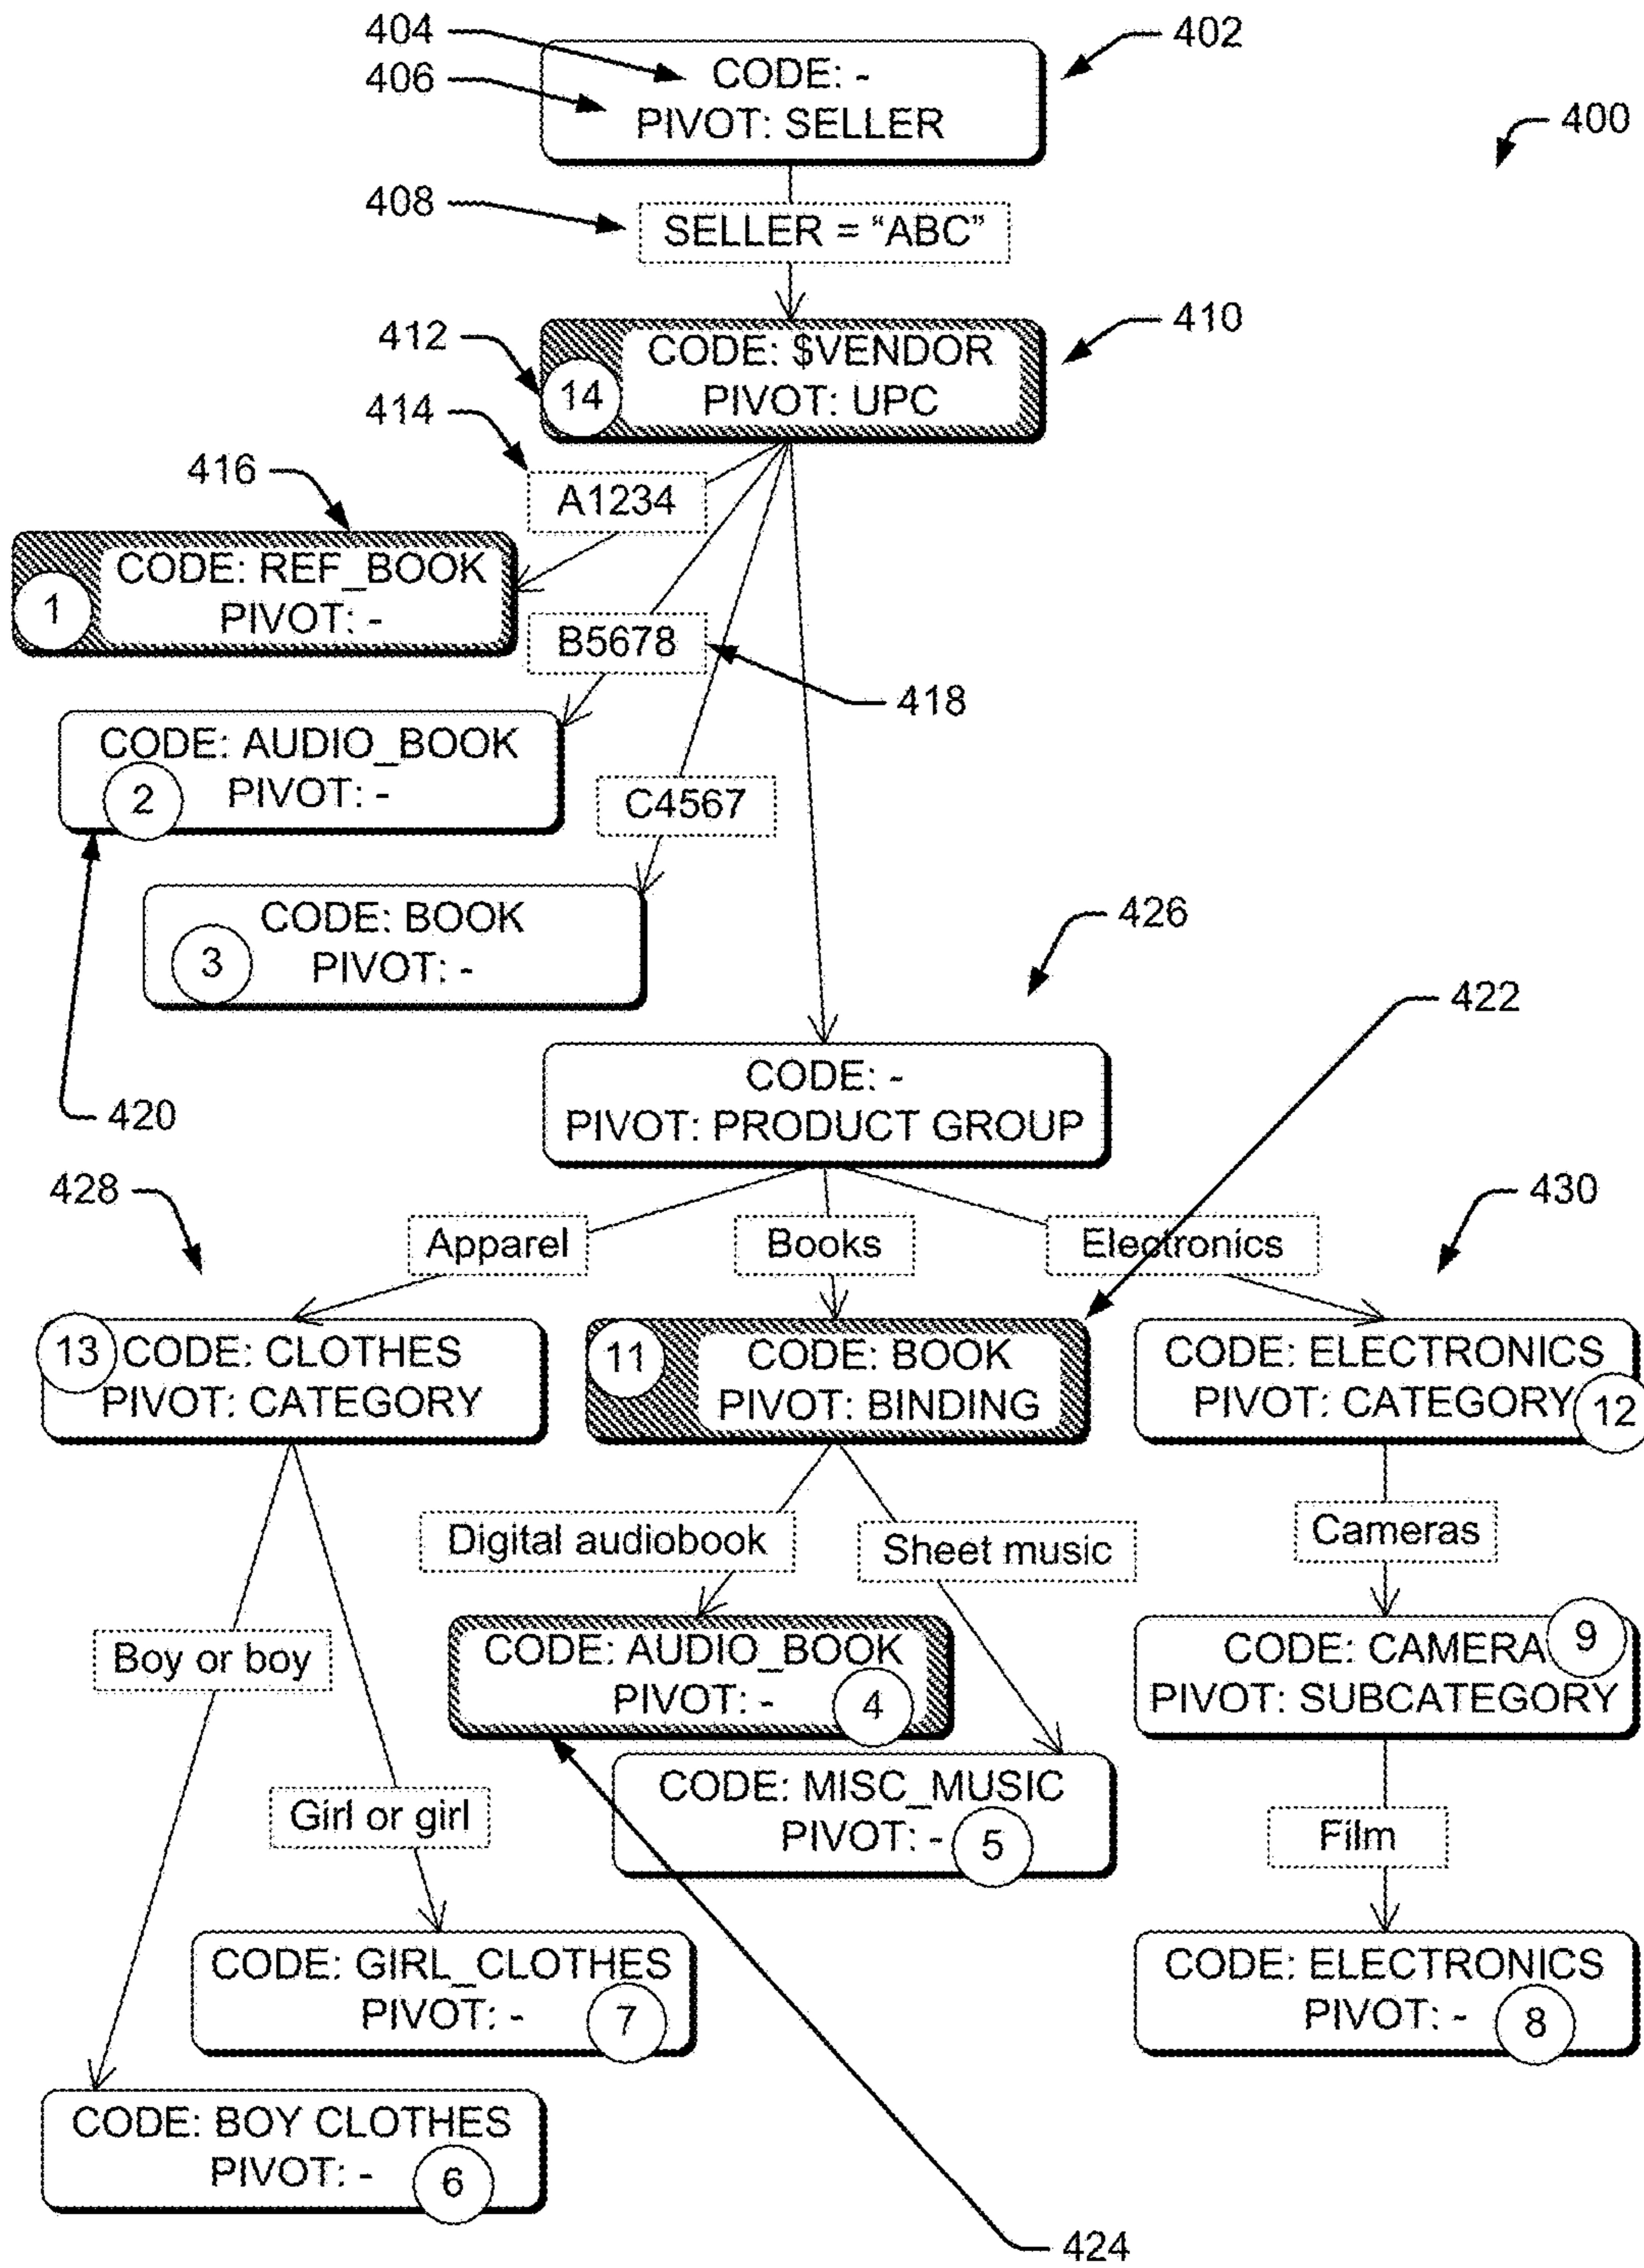 404
402
CODE: -
406
PIVOT: SELLER
400
408
SELLER = “ABC”
410
412
CODE: $VENDOR
14
PIVOT: UPC
414
416
A1234
CODE: REF_BOOK
1
PIVOT: -
B5678
418
CODE: AUDIO_BOOK
2
PIVOT: -
C4567
CODE: BOOK
3
PIVOT: -
426
422
CODE: -
PIVOT: PRODUCT GROUP
420
428
430
Apparel
Books
Electronics
13
CODE: CLOTHES
PIVOT: CATEGORY
11
CODE: BOOK
PIVOT: BINDING
CODE: ELECTRONICS
PIVOT: CATEGORY
12
Digital audiobook
Sheet music
Cameras
Boy or boy
CODE: AUDIO_BOOK
PIVOT: -
4
CODE: CAMERA
9
PIVOT: SUBCATEGORY
CODE: MISC_MUSIC
PIVOT: -
5
Girl or girl
Film
CODE: GIRL_CLOTHES
PIVOT: -
7
CODE: ELECTRONICS
PIVOT: -
8
CODE: BOY CLOTHES
PIVOT: -
6
424